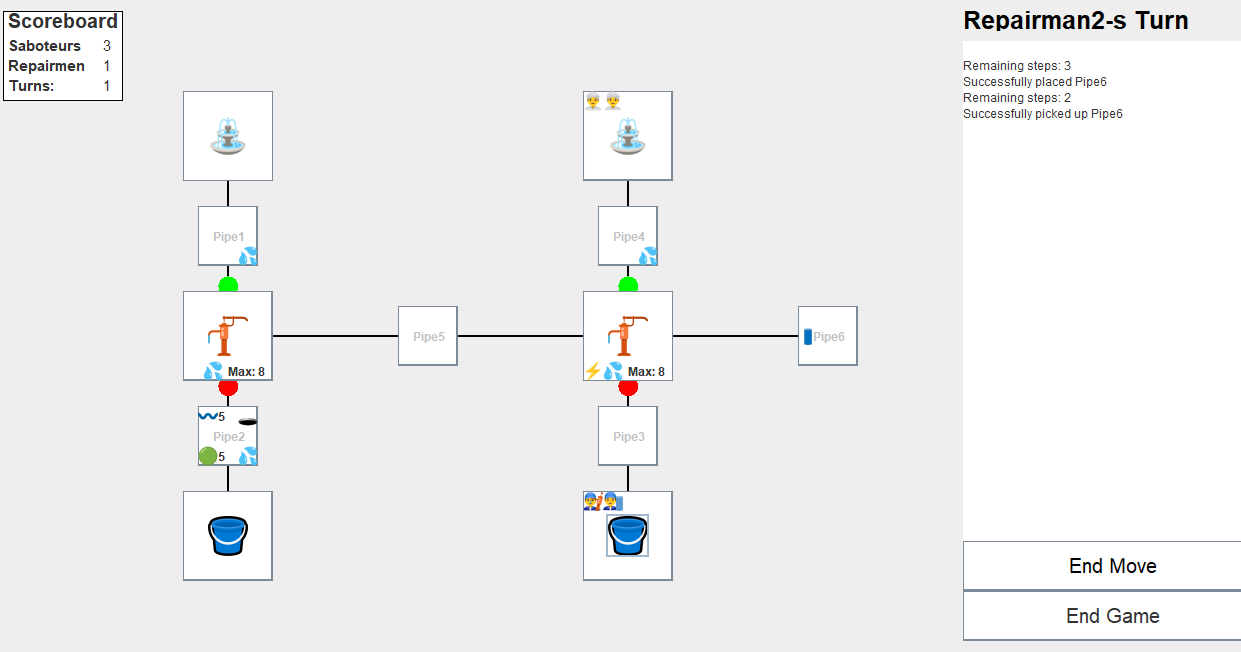 Scoreboard
Saboteurs 3
Repairmen 1
Turns: 1
Repairman2-s Turn
Remaining steps: 3
Successfully placed Pipe6
Remaining steps: 2
Successfully picked up Pipe6
Pipe1
Pipe4
Max: 8
Pipe5
Max: 8
Pipe6
5
Pipe2
5
Pipe3
End Move
End Game